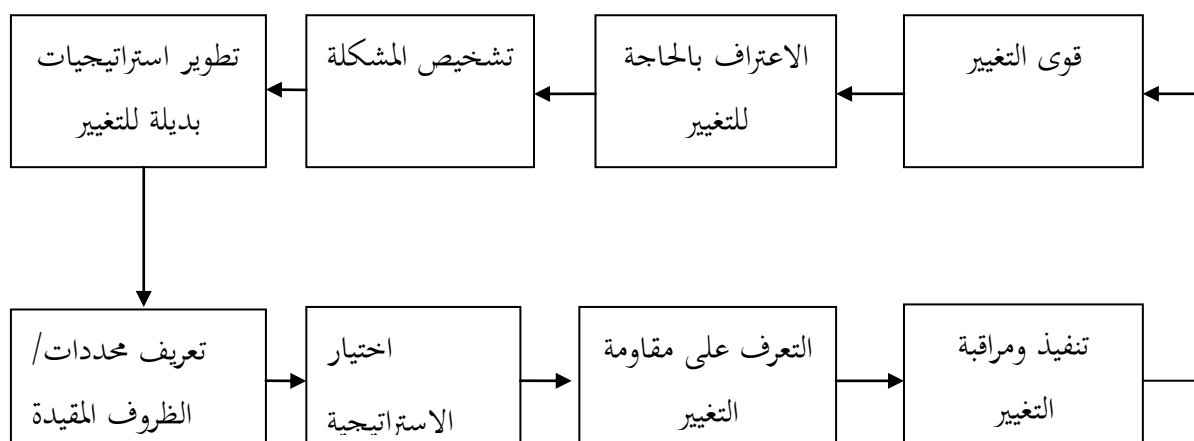 قوى التغيير
الاعتراف بالحاجة
للتغيير
تشخيص المشكلة
تطوير استراتيجيات
بديلة للتغيير
تعريف محددات/
الظروف المقيدة
اختيار
الاستراتيجية
التعرف على مقاومة
التغيير
تنفيذ ومراقبة
التغيير